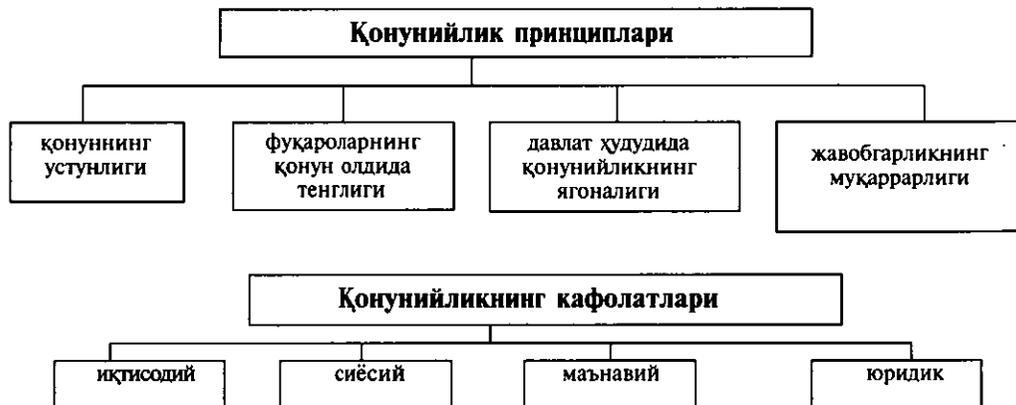 Қонунийлик принциплари
қонуннинг
устунлиги
фуқароларнинг
қонун олдида
тенглиги
давлат ҳудудида
қонунийликнинг
ягоналиги
жавобгарликнинг
муқаррарлиги
Қонунийликнинг кафолатлари
иқтисодий
сиёсий
маънавий
юридик